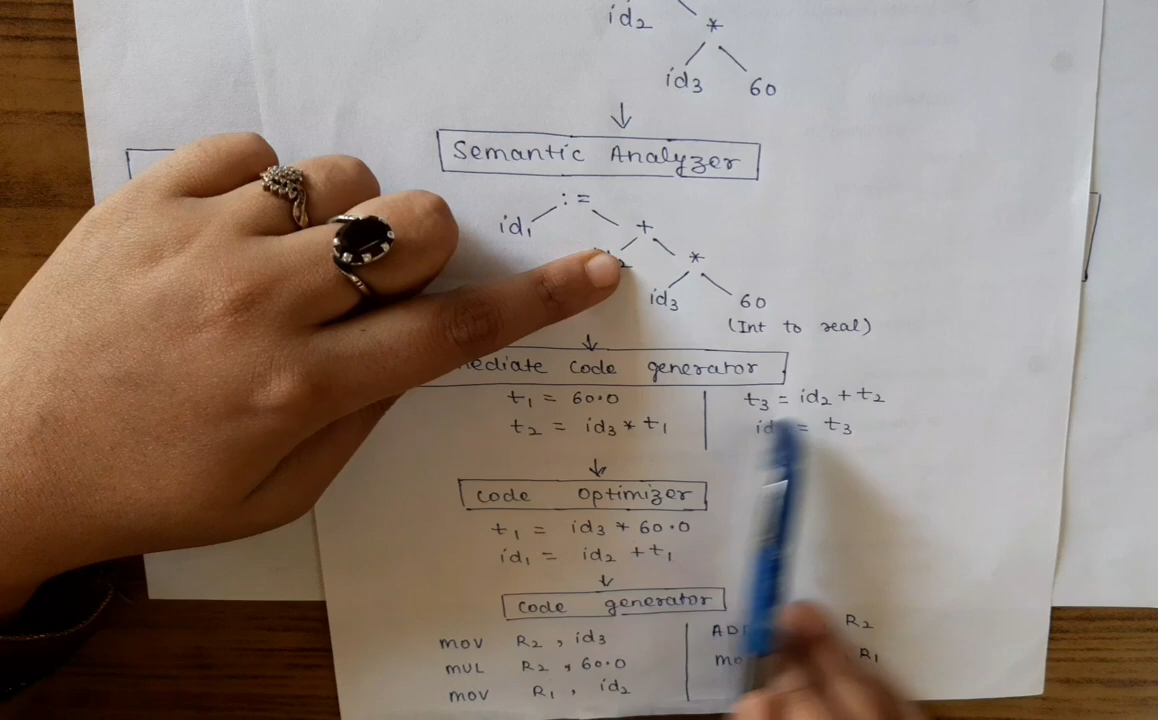 id2 *
id3 60
↓
Semantic Analyzer
:=
id1 +
*
id3 60
(Int to real)
↓
code generator
t1 = 60.0
t2 = id3 * t1
t3 = id2 + t2
= t3
↓
Code Optimizer
t1 = id3 * 60.0
id1 = id2 + t1
↓
Code generator
mov R2 , id3
MUL R2 , 60.0
mov R1 , id2
R2
R1